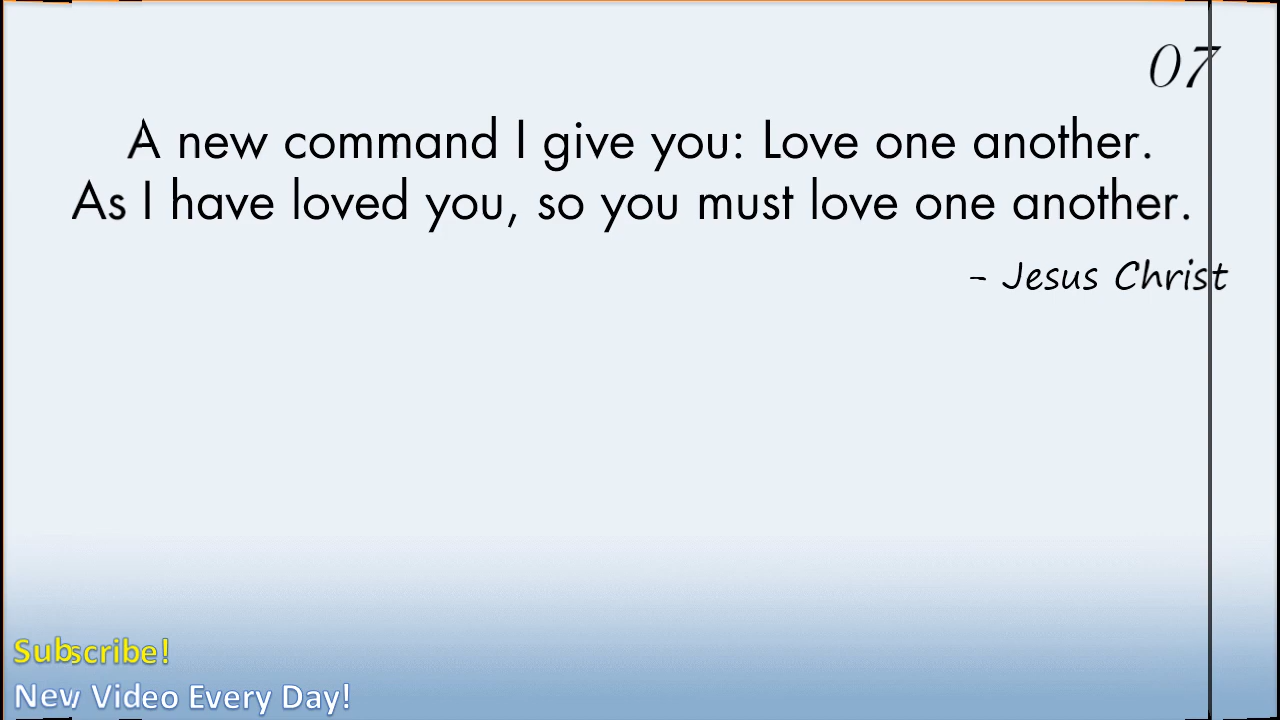 07
A new command I give you: Love one another.
As I have loved you, so you must love one another.
- Jesus Christ
Subscribe!
New Video Every Day!